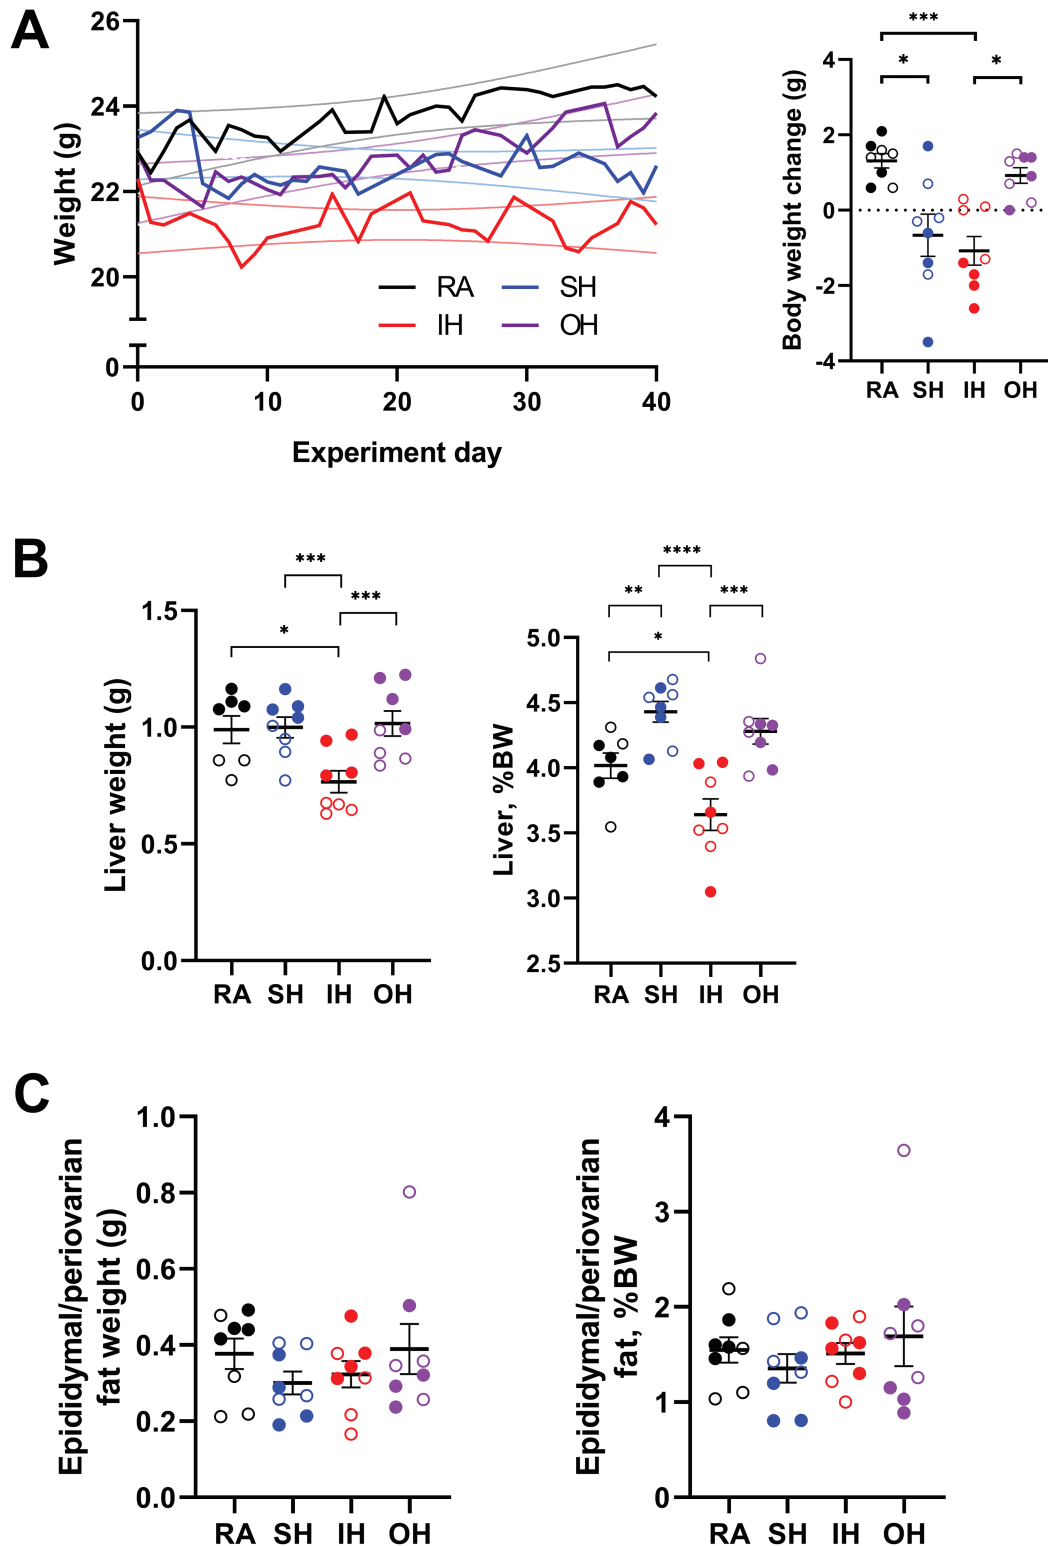 A
26
24
22
20
0
Weight (g)
0 10 20 30 40
Experiment day
RA SH
IH OH
***
* *
4
2
0
-2
-4
Body weight change (g)
RA SH IH OH
B
***
***
*
1.5
1.0
0.5
0.0
Liver weight (g)
RA SH IH OH
****
** ***
*
5.0
4.5
4.0
3.5
3.0
2.5
Liver, %BW
RA SH IH OH
C
1.0
0.8
0.6
0.4
0.2
0.0
Epididymal/periovarian
fat weight (g)
RA SH IH OH
4
3
2
1
0
Epididymal/periovarian
fat, %BW
RA SH IH OH